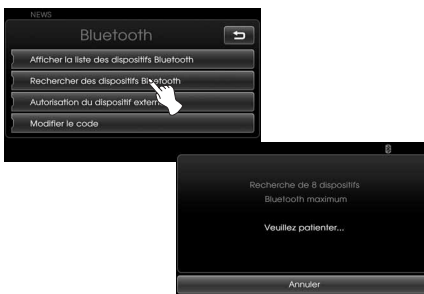 NEWS
Bluetooth
Afficher la liste des dispositifs Bluetooth
Rechercher des dispositifs Bluetooth
Autorisation du dispositif extern
Modifier le code
Recherche de 8 dispositifs
Bluetooth maximum
Veuillez patienter...
Annuler